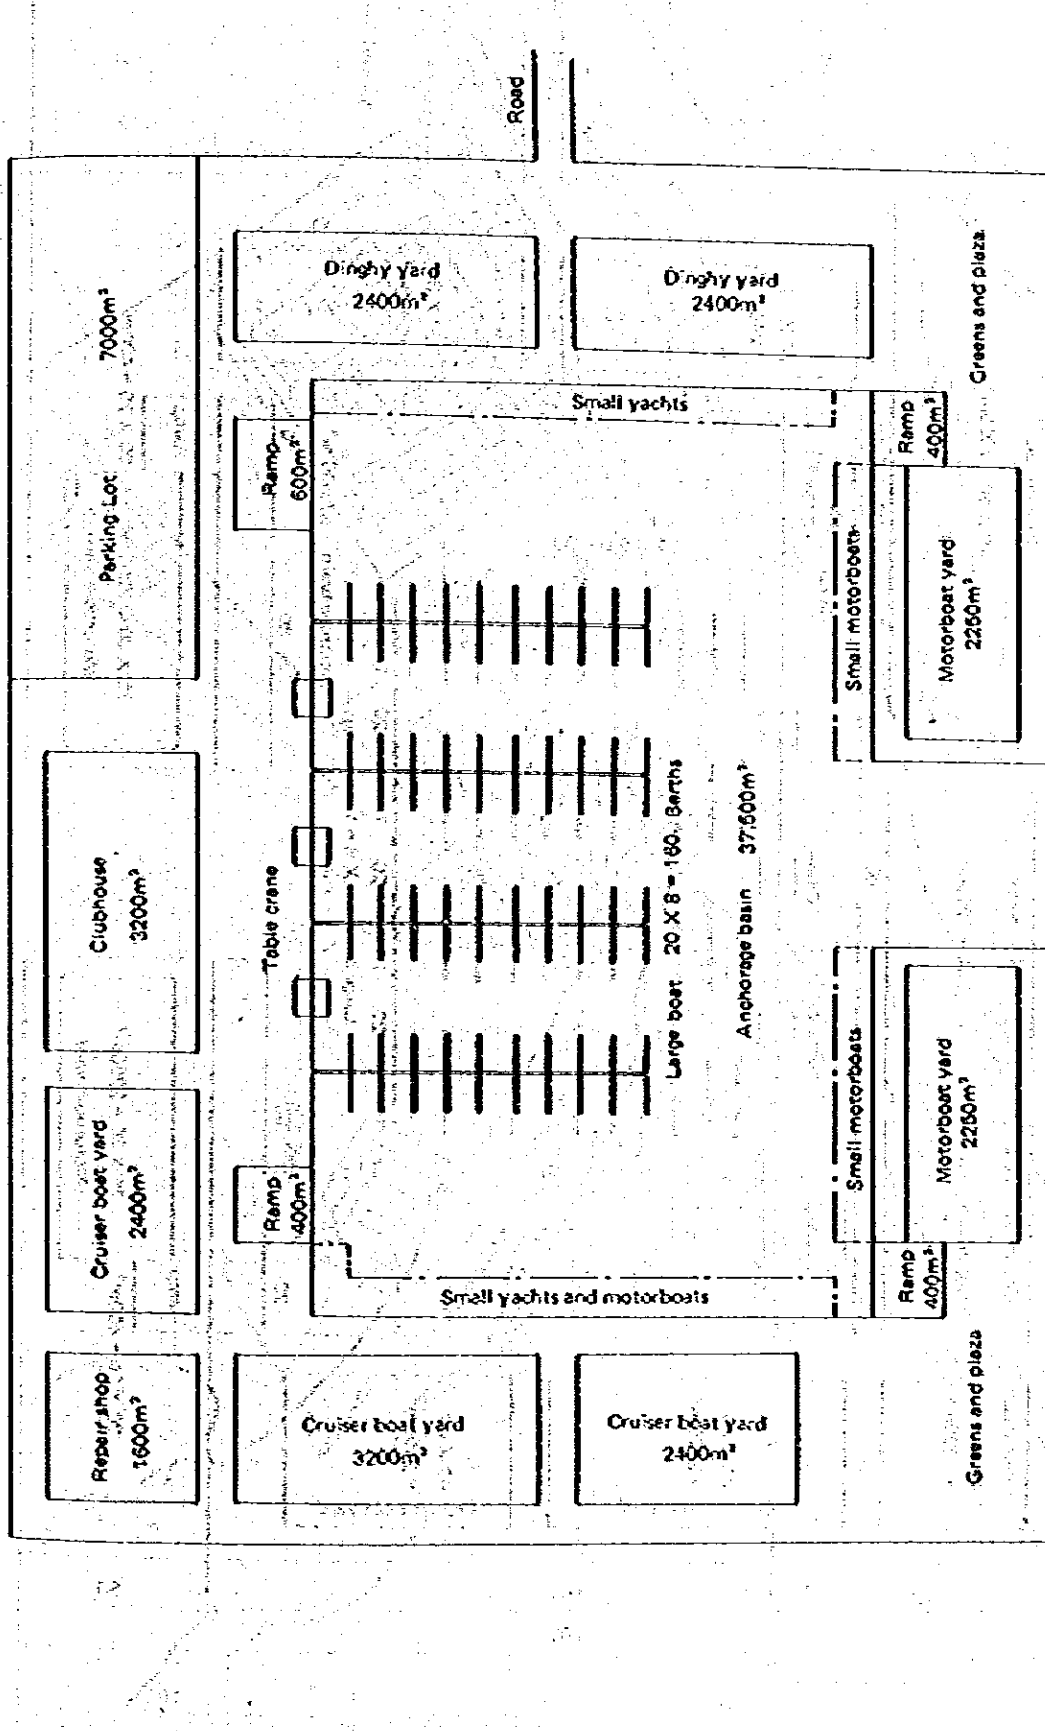 Repair shop
1600m²
Cruiser boat yard
2400m²
Clubhouse
3200m²
Parking Lot 7000m²
Cruiser boat yard
3200m²
Ramp
400m²
Table crane
Ramp
600m²
Dinghy yard
2400m²
Road
Small yachts and motorboats
Large boat 20 X 8 = 160. Berths
Anchorage basin 37.600m²
Small yachts
Cruiser boat yard
2400m²
Dinghy yard
2400m²
Small motorboats
Small motorboats
Ramp
400m²
Motorboat yard
2250m²
Motorboat yard
2250m²
Ramp
400m²
Greens and plaza
Greens and plaza